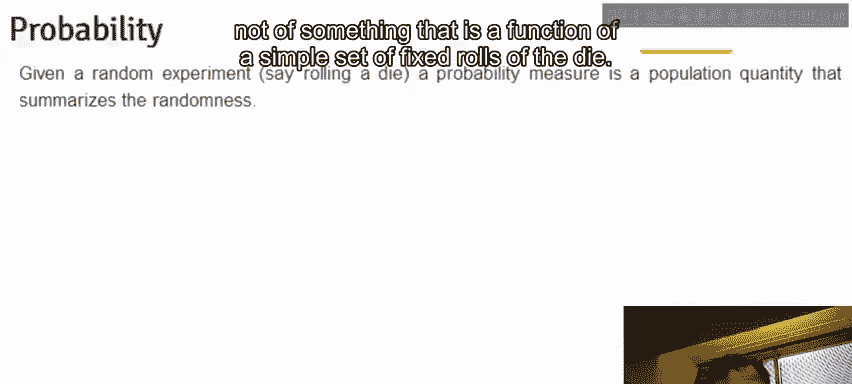 Probability
not of something that is a function of
a simple set of fixed rolls of the die.
Given a random experiment (say rolling a die) a probability measure is a population quantity that
summarizes the randomness.